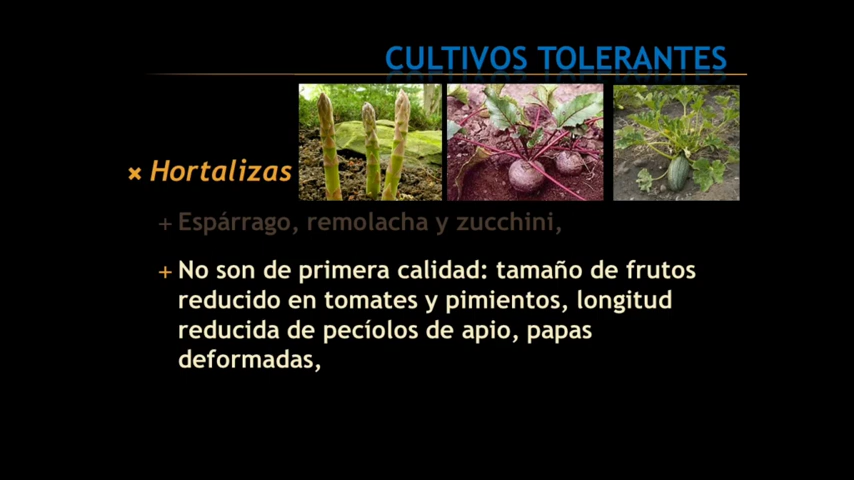 CULTIVOS TOLERANTES
Hortalizas
Espárrago, remolacha y zucchini,
No son de primera calidad: tamaño de frutos
reducido en tomates y pimientos, longitud
reducida de pecíolos de apio, papas
deformadas,